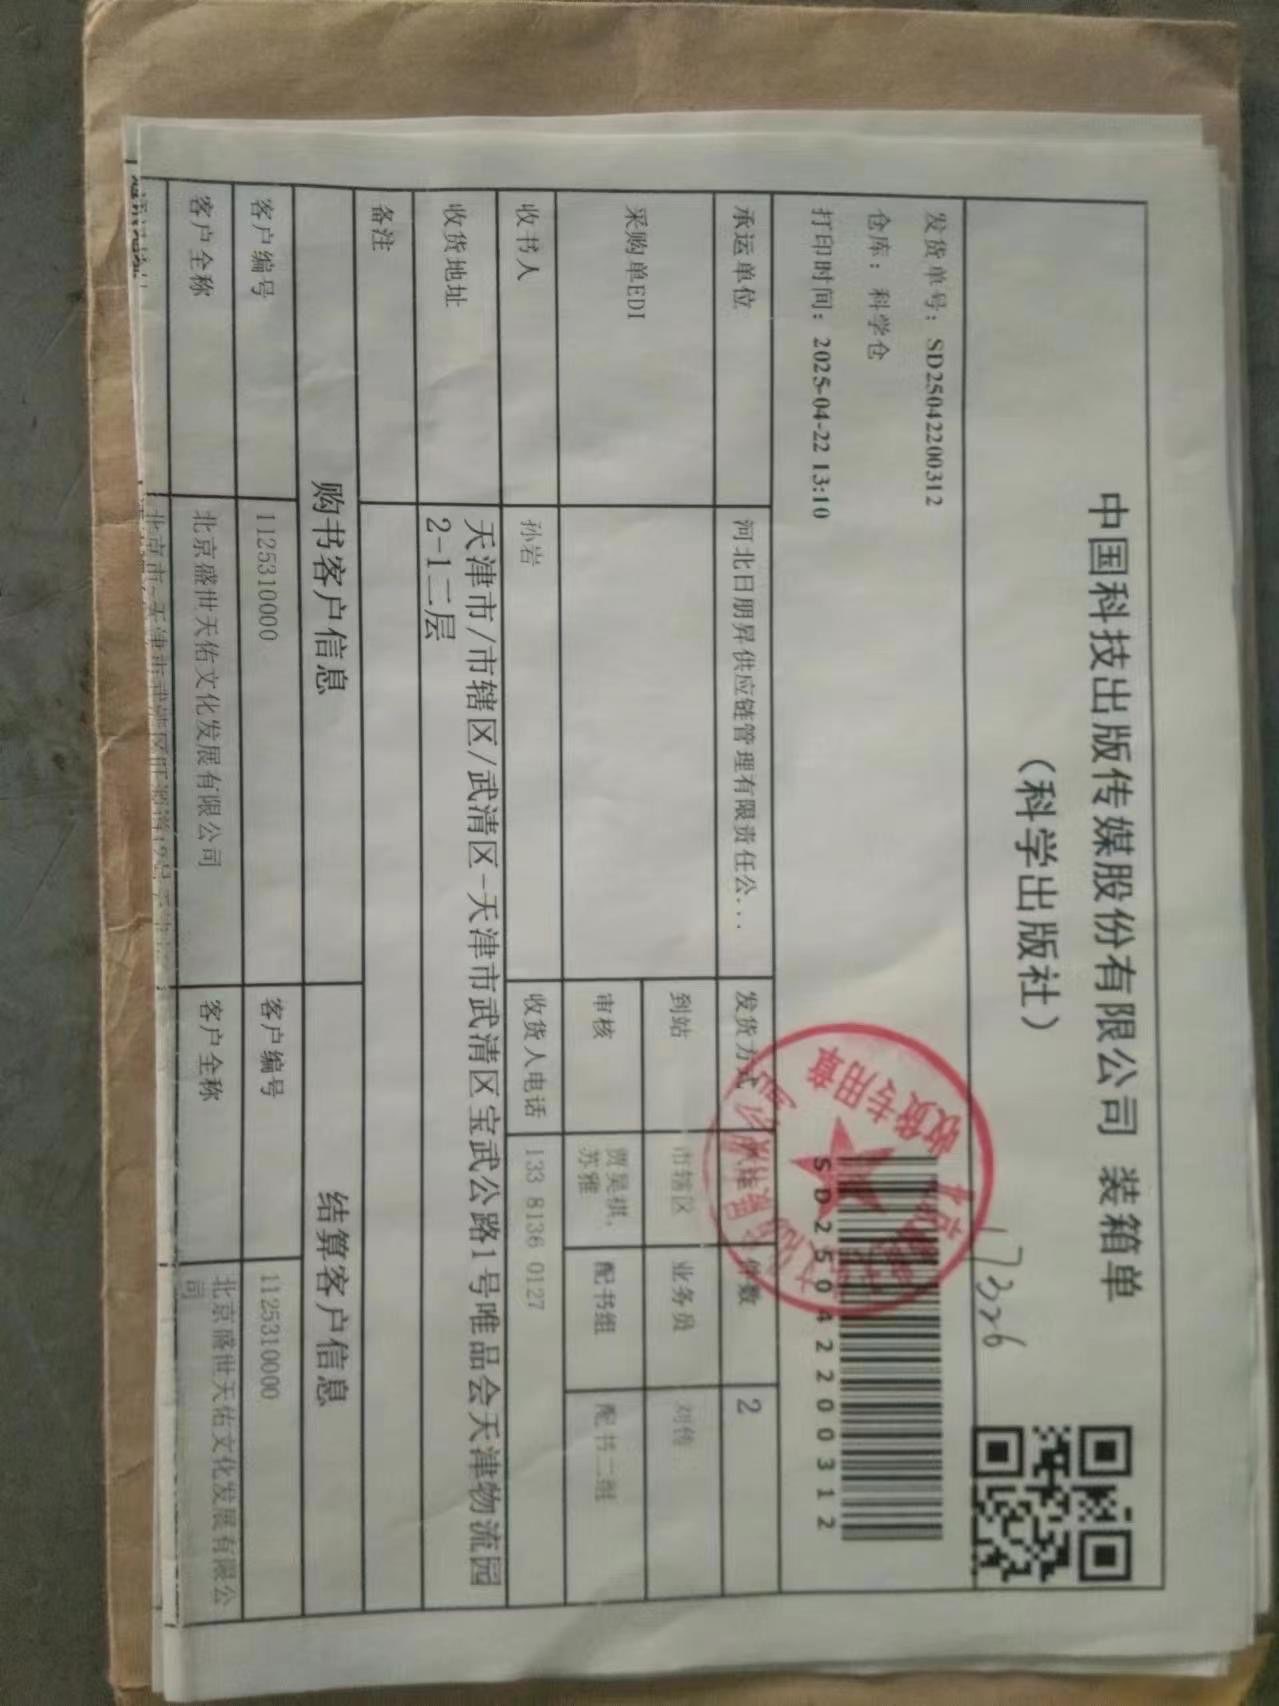 中国科技出版传媒股份有限公司 装箱单
（科学出版社）
17326
发货单号：SD250422200312
仓库：科学仓
打印时间：2025-04-22 13:10
SD250422200312
收货专用章
承运单位 河北日朋昇供应链管理有限责任公... 发货方式 件数 2
采购单EDI 到站 市辖区 业务员
审核 贾昊祺, 苏雅 配书组 配书二组
收书人 孙岩 收货人电话 133 8136 0127
收货地址 天津市/市辖区/武清区-天津市武清区宝武公路1号唯品会天津物流园
2-1二层
备注
购书客户信息 结算客户信息
客户编号 1125310000 客户编号 1125310000
客户全称 北京盛世天佑文化发展有限公司 客户全称 北京盛世天佑文化发展有限公
司